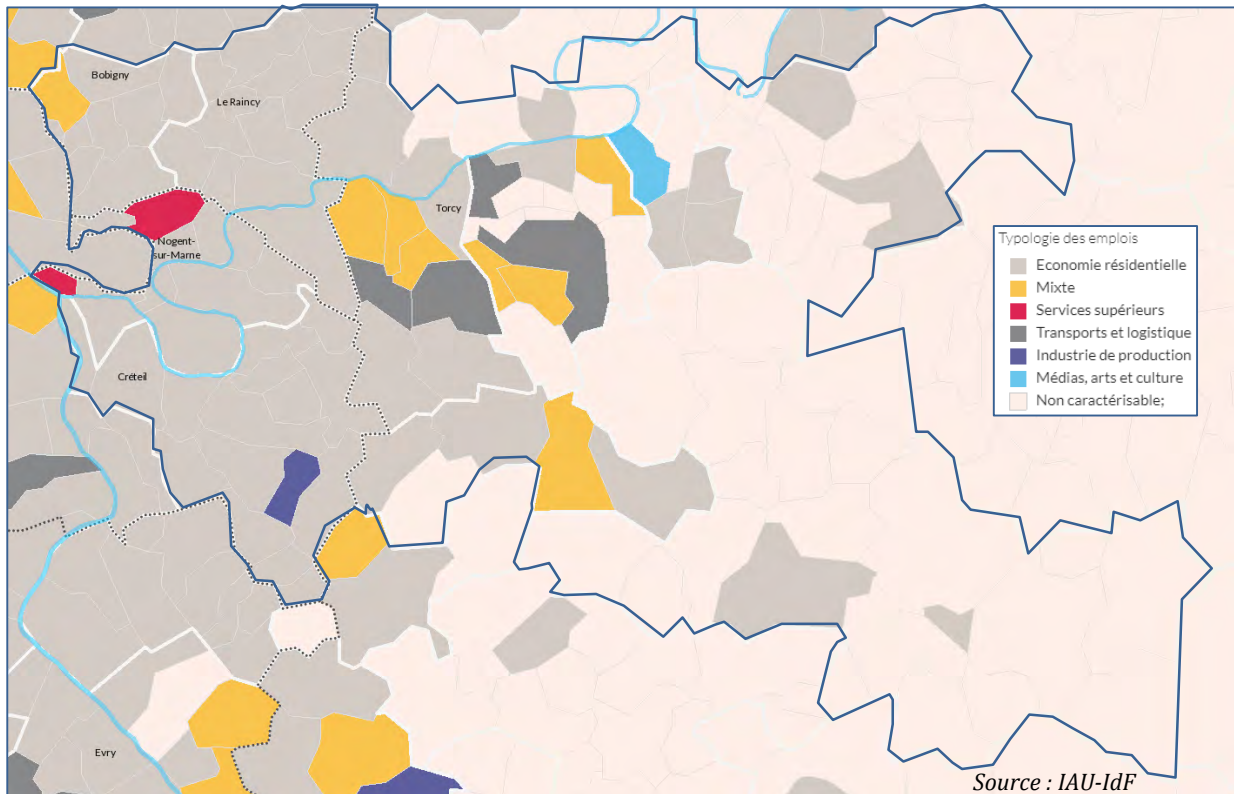 Bobigny
Le Raincy
Torcy
Nogent-
sur-Marne
Créteil
Evry
Typologie des emplois
Economie résidentielle
Mixte
Services supérieurs
Transports et logistique
Industrie de production
Médias, arts et culture
Non caractérisable;
Source : IAU-IdF